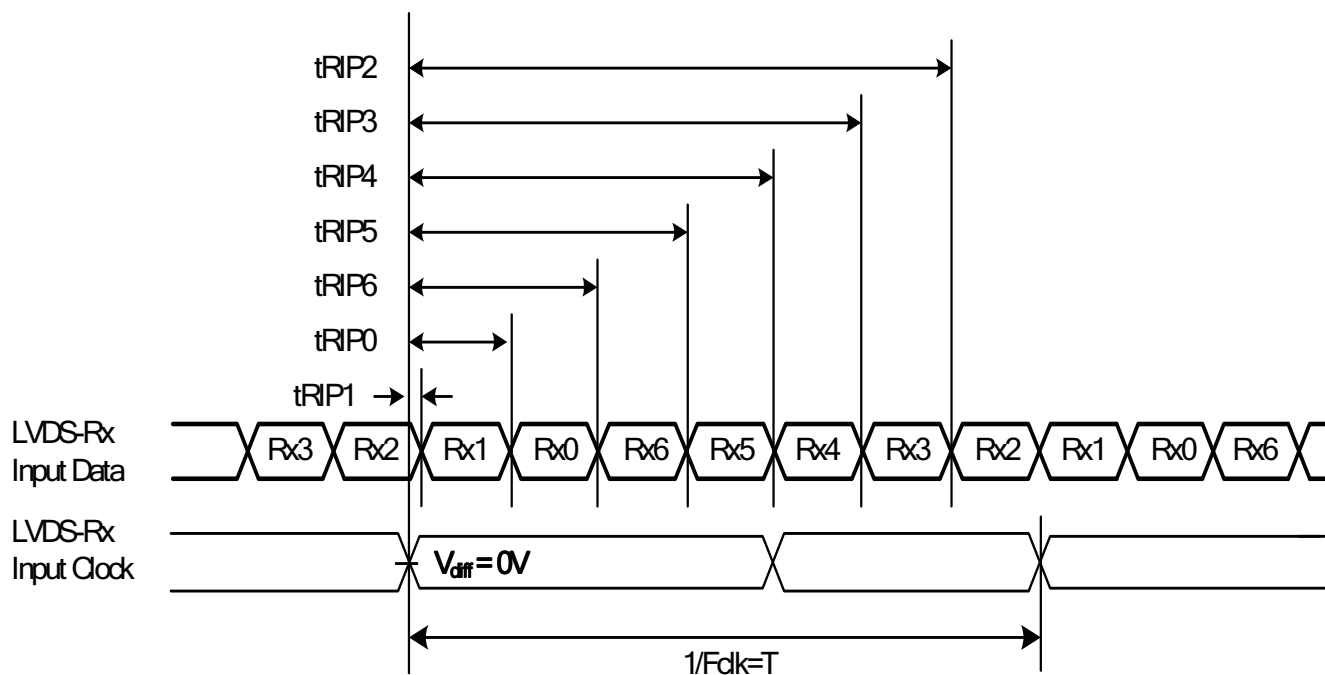 tRIP2
tRIP3
tRIP4
tRIP5
tRIP6
tRIP0
tRIP1
LVDS-Rx
Input Data
Rx3 Rx2 Rx1 Rx0 Rx6 Rx5 Rx4 Rx3 Rx2 Rx1 Rx0 Rx6
LVDS-Rx
Input Clock
Vdiff = 0V
1/Fclk=T